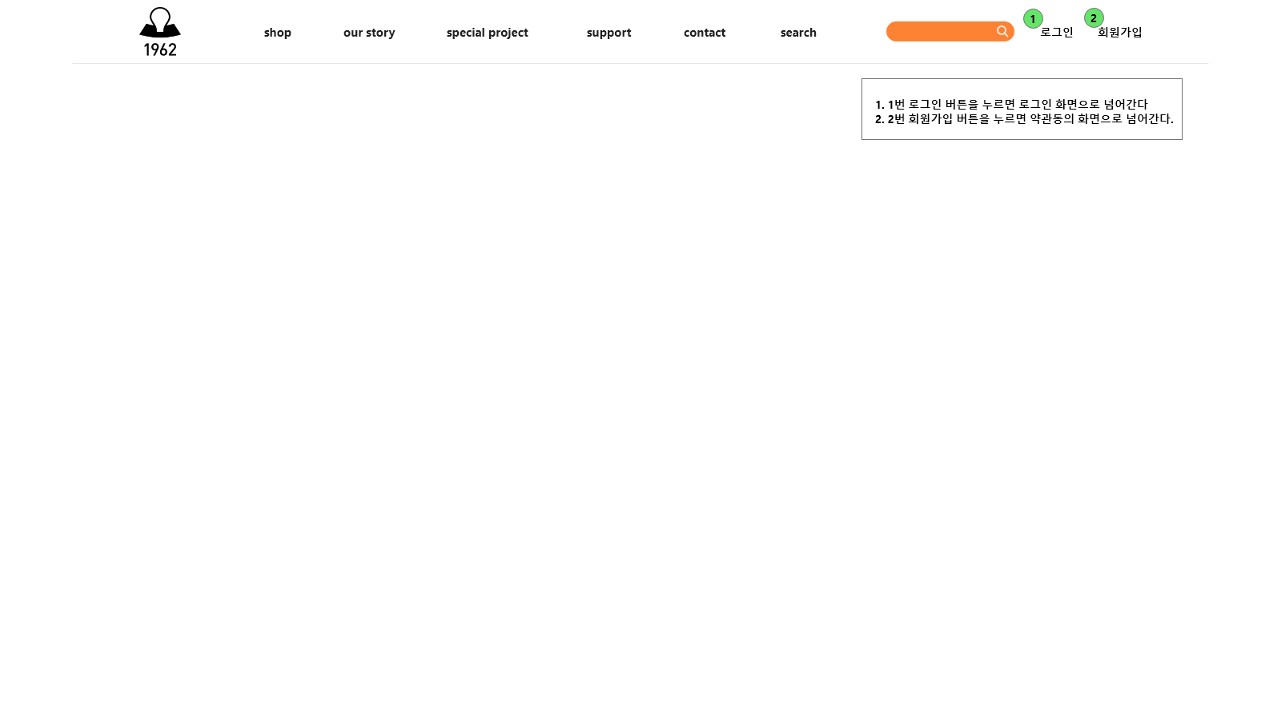 1962
shop
our story
special project
support
contact
search
1
로그인
2
회원가입
1. 1번 로그인 버튼을 누르면 로그인 화면으로 넘어간다
2. 2번 회원가입 버튼을 누르면 약관동의 화면으로 넘어간다.